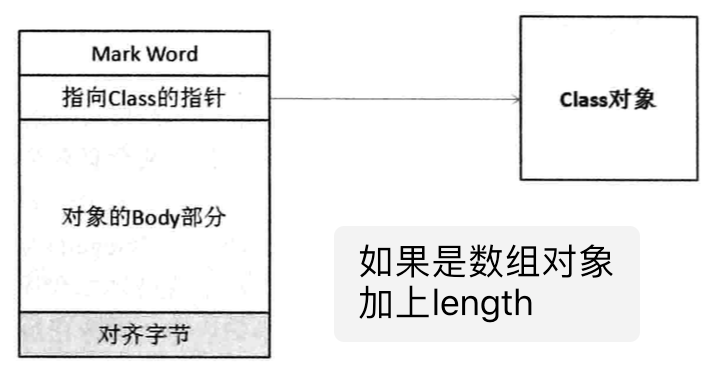 Mark Word
指向Class的指针
Class对象
对象的Body部分
如果是数组对象
加上length
对齐字节